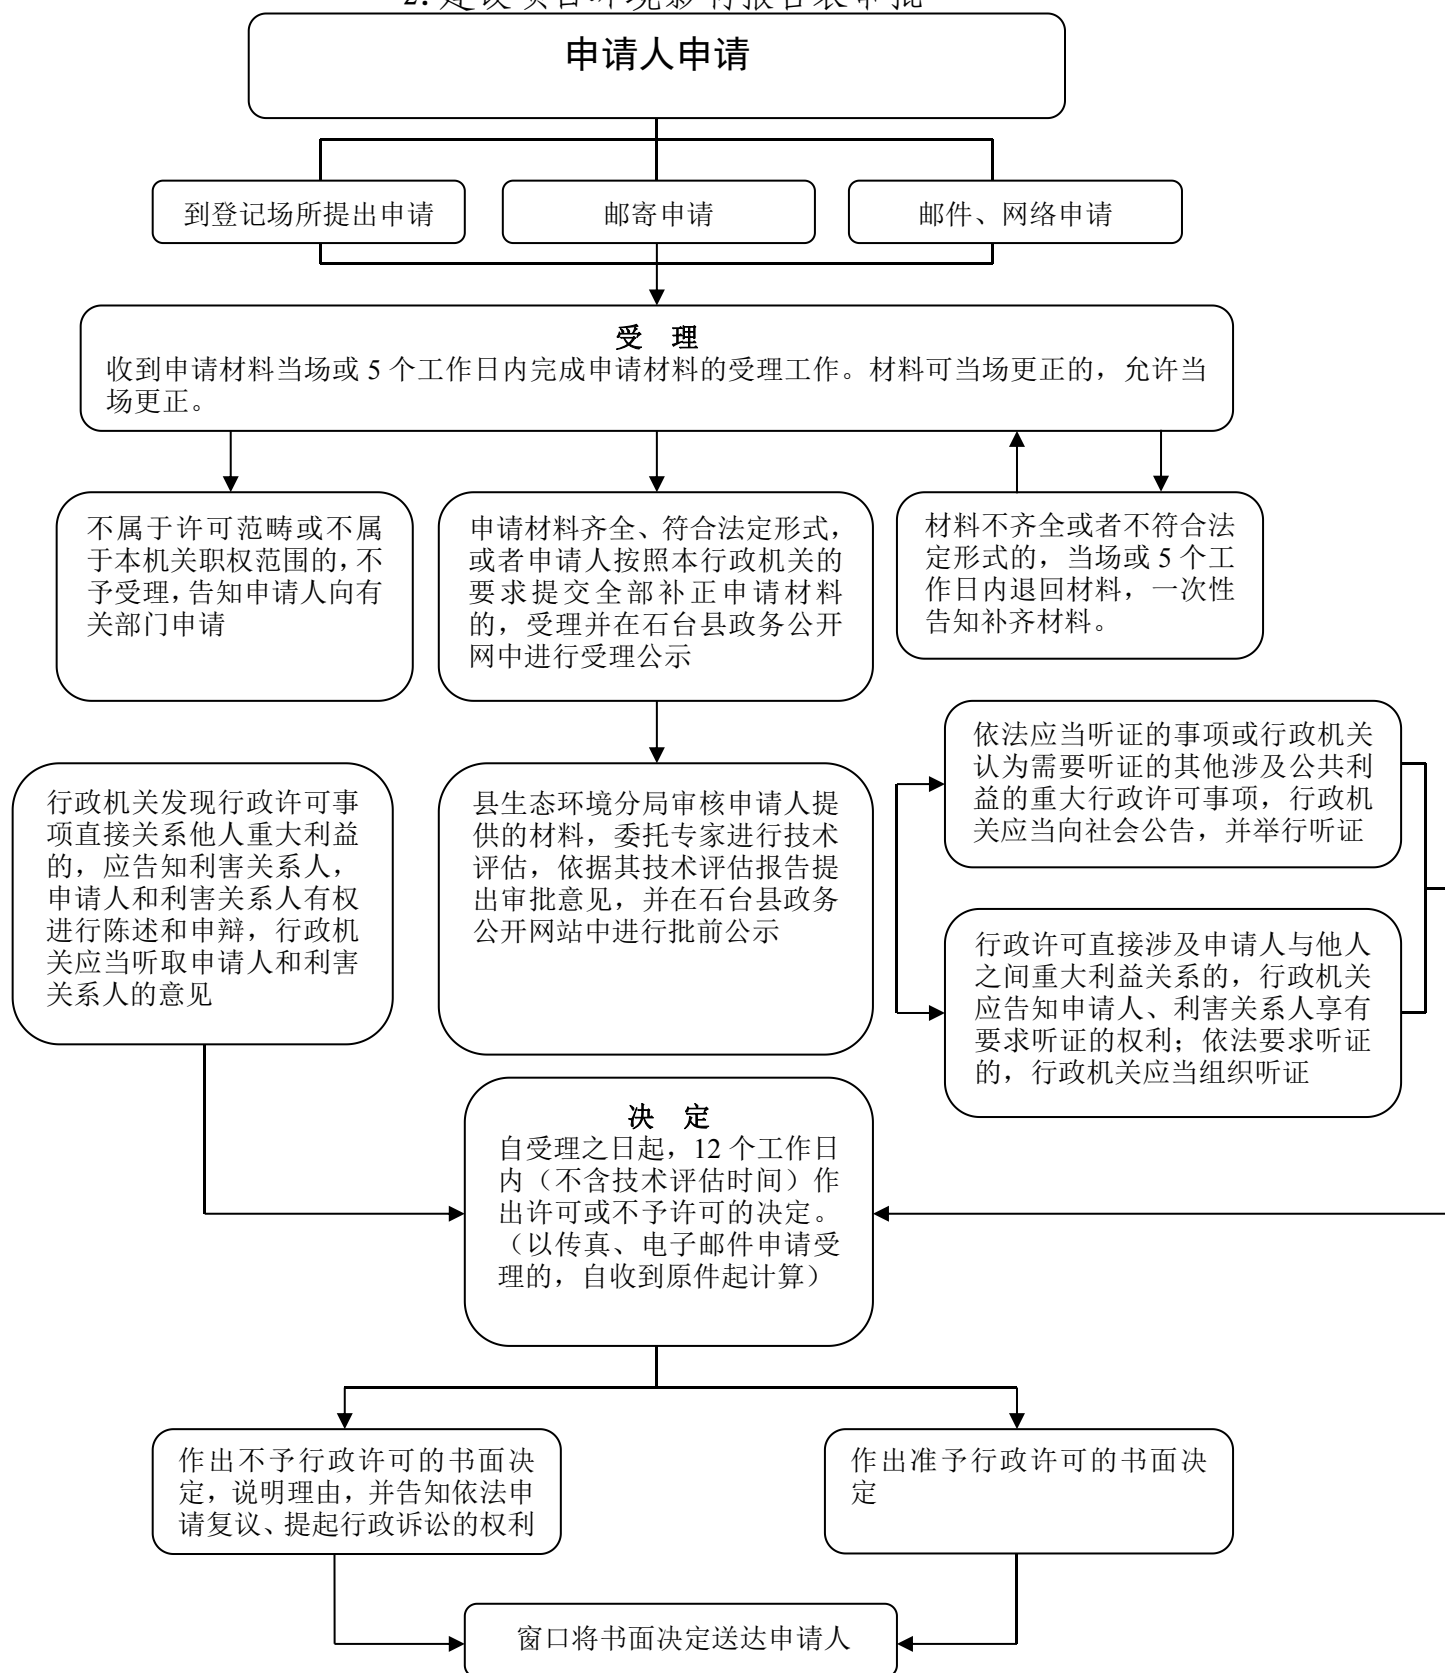 2.建设项目环境影响报告表审批
申请人申请
到登记场所提出申请
邮寄申请
邮件、网络申请
受 理
收到申请材料当场或 5 个工作日内完成申请材料的受理工作。材料可当场更正的，允许当
场更正。
不属于许可范畴或不属
于本机关职权范围的，不
予受理，告知申请人向有
关部门申请
申请材料齐全、符合法定形式，
或者申请人按照本行政机关的
要求提交全部补正申请材料
的，受理并在石台县政务公开
网中进行受理公示
材料不齐全或者不符合法
定形式的，当场或 5 个工
作日内退回材料，一次性
告知补齐材料。
行政机关发现行政许可事
项直接关系他人重大利益
的，应告知利害关系人，
申请人和利害关系人有权
进行陈述和申辩，行政机
关应当听取申请人和利害
关系人的意见
县生态环境分局审核申请人提
供的材料，委托专家进行技术
评估，依据其技术评估报告提
出审批意见，并在石台县政务
公开网站中进行批前公示
依法应当听证的事项或行政机关
认为需要听证的其他涉及公共利
益的重大行政许可事项，行政机
关应当向社会公告，并举行听证
行政许可直接涉及申请人与他人
之间重大利益关系的，行政机关
应告知申请人、利害关系人享有
要求听证的权利；依法要求听证
的，行政机关应当组织听证
决 定
自受理之日起，12 个工作日
内（不含技术评估时间）作
出许可或不予许可的决定。
（以传真、电子邮件申请受
理的，自收到原件起计算）
作出不予行政许可的书面决
定，说明理由，并告知依法申
请复议、提起行政诉讼的权利
作出准予行政许可的书面决
定
窗口将书面决定送达申请人